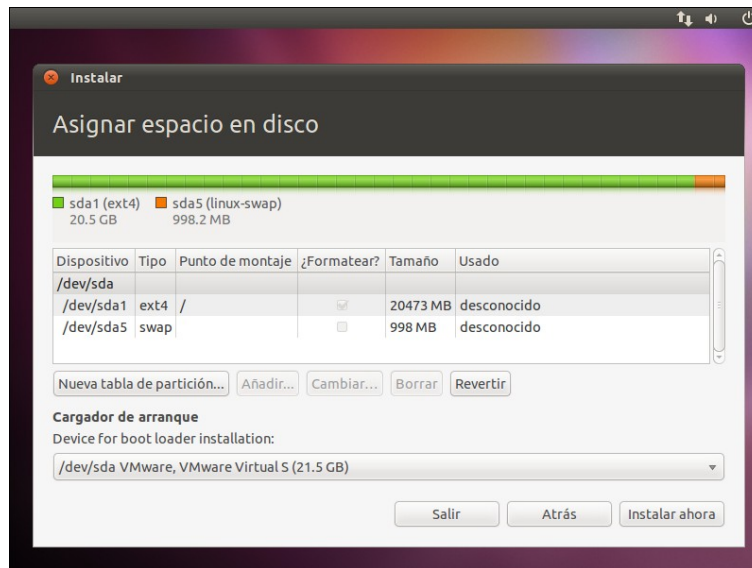 Instalar
Asignar espacio en disco
sda1 (ext4) sda5 (linux-swap)
20.5 GB 998.2 MB
Dispositivo Tipo Punto de montaje ¿Formatear? Tamaño Usado
/dev/sda
/dev/sda1 ext4 / 20473 MB desconocido
/dev/sda5 swap 998 MB desconocido
Nueva tabla de partición... Añadir... Cambiar... Borrar Revertir
Cargador de arranque
Device for boot loader installation:
/dev/sda VMware, VMware Virtual S (21.5 GB)
Salir Atrás Instalar ahora